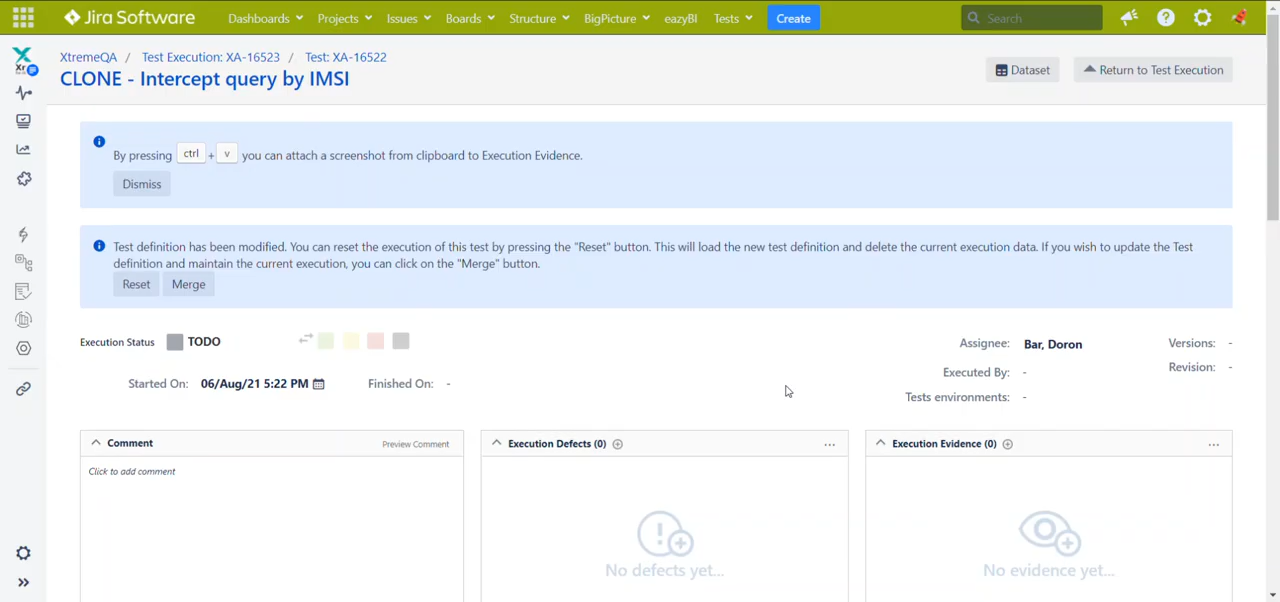 Jira Software Dashboards Projects Issues Boards Structure BigPicture eazyBI Tests Create Search
XtremeQA / Test Execution: XA-16523 / Test: XA-16522
CLONE - Intercept query by IMSI
Dataset Return to Test Execution
By pressing ctrl + v you can attach a screenshot from clipboard to Execution Evidence.
Dismiss
Test definition has been modified. You can reset the execution of this test by pressing the "Reset" button. This will load the new test definition and delete the current execution data. If you wish to update the Test
definition and maintain the current execution, you can click on the "Merge" button.
Reset Merge
Execution Status TODO
Started On: 06/Aug/21 5:22 PM Finished On: -
Assignee: Bar, Doron
Executed By: -
Tests environments: -
Versions: -
Revision: -
Comment Preview Comment
Click to add comment
Execution Defects (0)
No defects yet...
Execution Evidence (0)
No evidence yet...